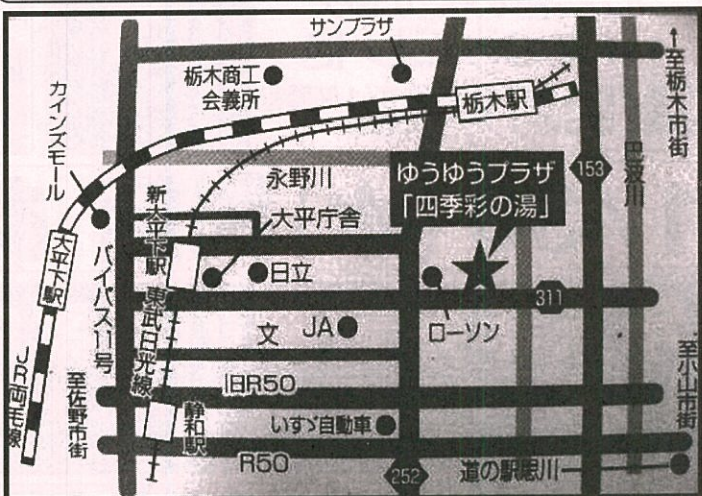 サンプラザ
栃木商工
会議所
栃木駅
↑至栃木市街
カインズモール
永野川
ゆうゆうプラザ
「四季彩の湯」
153
巴波川
新大平下駅
大平庁舎
大平下駅
バイパス11号
日立
311
東武日光線
文
JA
ローソン
JR両毛線
至佐野市街
旧R50
至小山市街
静和駅
いすゞ自動車
R50
252
道の駅思川